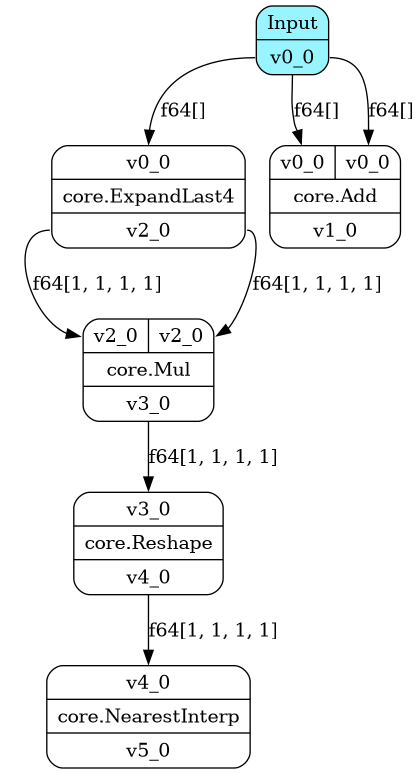 Input
v0_0
f64[]
f64[]
f64[]
v0_0
core.ExpandLast4
v2_0
v0_0 v0_0
core.Add
v1_0
f64[1, 1, 1, 1]
f64[1, 1, 1, 1]
v2_0 v2_0
core.Mul
v3_0
f64[1, 1, 1, 1]
v3_0
core.Reshape
v4_0
f64[1, 1, 1, 1]
v4_0
core.NearestInterp
v5_0